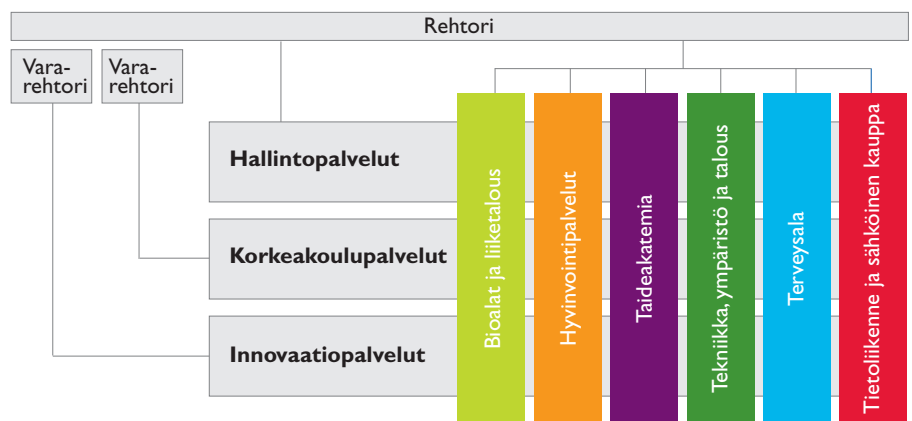 Rehtori
Vara-
rehtori
Vara-
rehtori
Hallintopalvelut
Korkeakoulupalvelut
Innovaatiopalvelut
Bioalat ja liiketalous
Hyvinvointipalvelut
Taideakatemia
Tekniikka, ympäristö ja talous
Terveysala
Tietoliikenne ja sähköinen kauppa